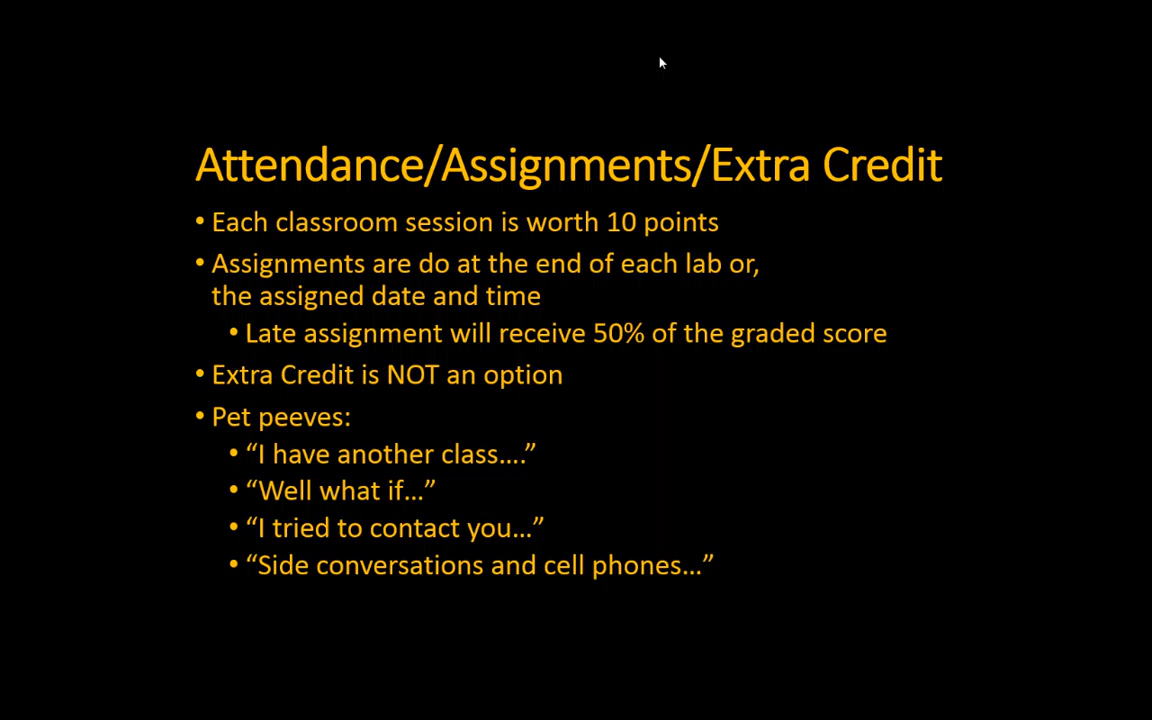 Attendance/Assignments/Extra Credit
• Each classroom session is worth 10 points
• Assignments are do at the end of each lab or,
the assigned date and time
• Late assignment will receive 50% of the graded score
• Extra Credit is NOT an option
• Pet peeves:
• “I have another class....”
• “Well what if...”
• “I tried to contact you...”
• “Side conversations and cell phones...”